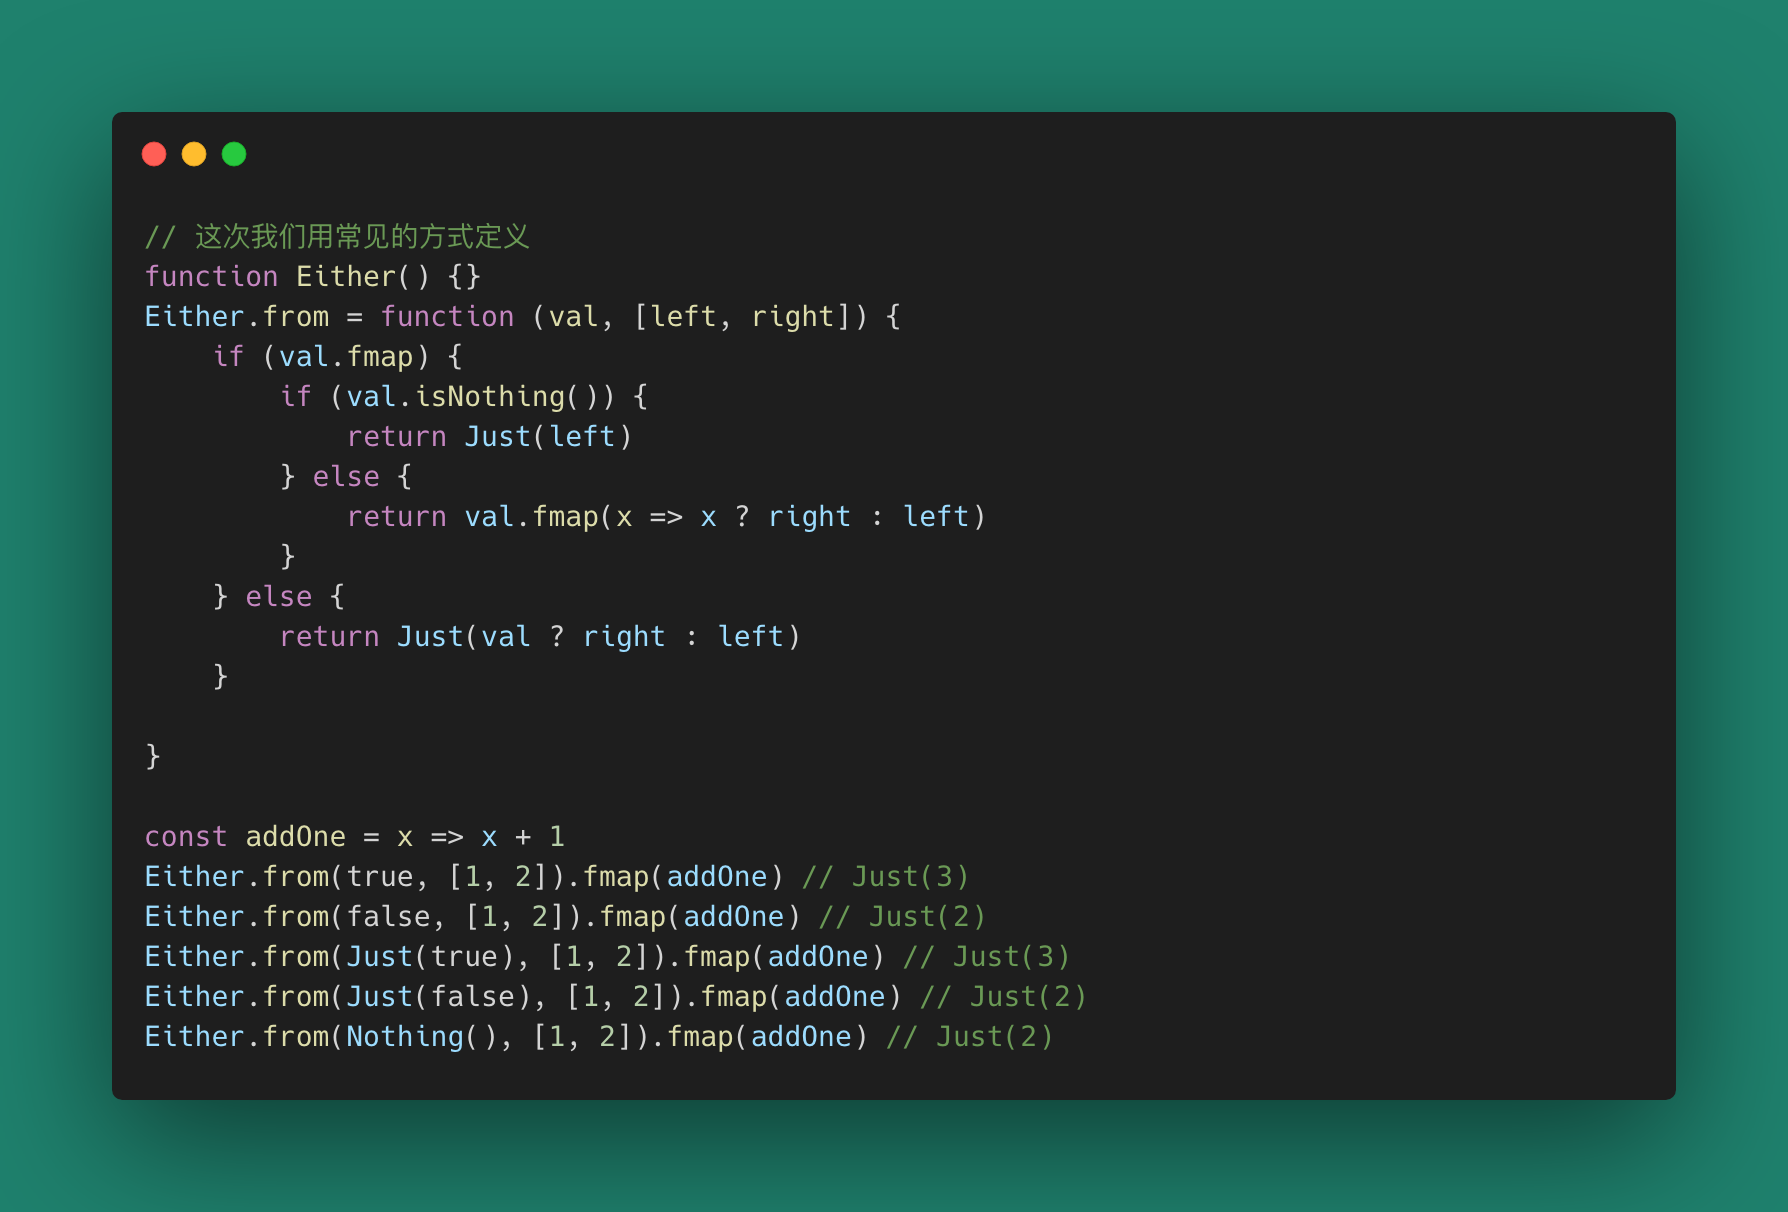 // 这次我们用常见的方式定义
function Either() {}
Either.from = function (val, [left, right]) {
    if (val.fmap) {
        if (val.isNothing()) {
            return Just(left)
        } else {
            return val.fmap(x => x ? right : left)
        }
    } else {
        return Just(val ? right : left)
    }

}

const addOne = x => x + 1
Either.from(true, [1, 2]).fmap(addOne) // Just(3)
Either.from(false, [1, 2]).fmap(addOne) // Just(2)
Either.from(Just(true), [1, 2]).fmap(addOne) // Just(3)
Either.from(Just(false), [1, 2]).fmap(addOne) // Just(2)
Either.from(Nothing(), [1, 2]).fmap(addOne) // Just(2)